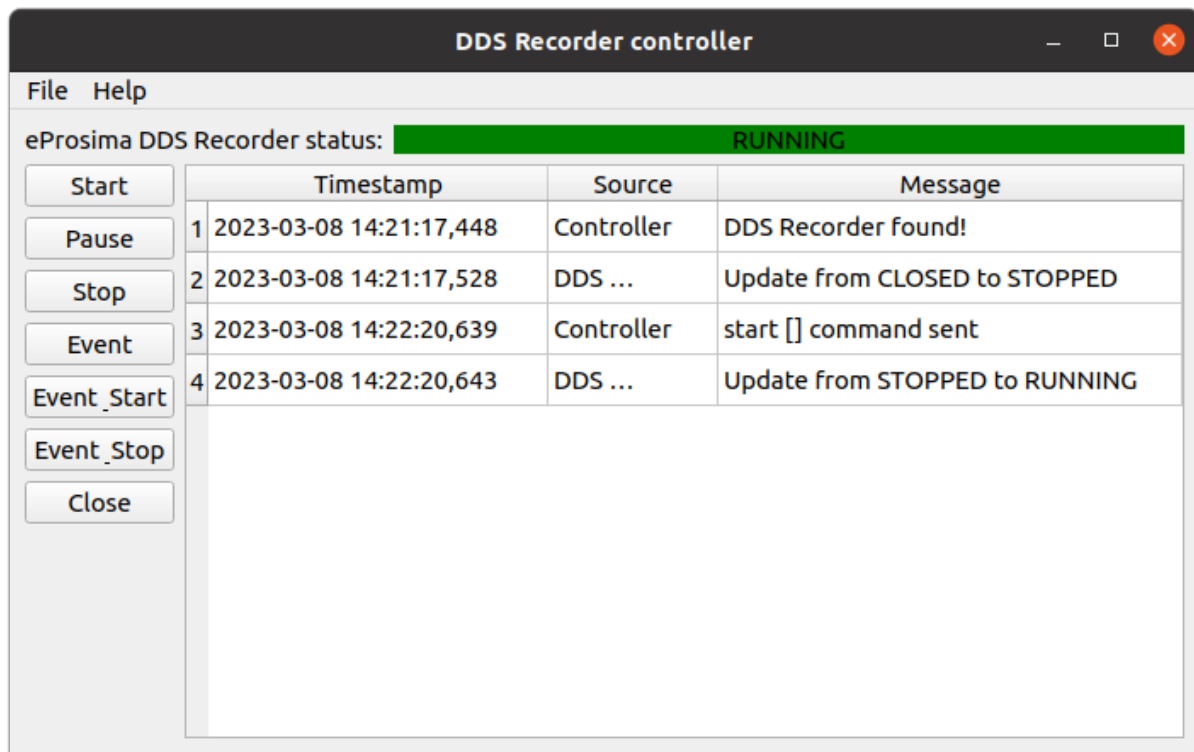 DDS Recorder controller
File Help
eProsima DDS Recorder status: RUNNING
Start
Pause
Stop
Event
Event_Start
Event_Stop
Close
Timestamp Source Message
1 2023-03-08 14:21:17,448 Controller DDS Recorder found!
2 2023-03-08 14:21:17,528 DDS ... Update from CLOSED to STOPPED
3 2023-03-08 14:22:20,639 Controller start [] command sent
4 2023-03-08 14:22:20,643 DDS ... Update from STOPPED to RUNNING